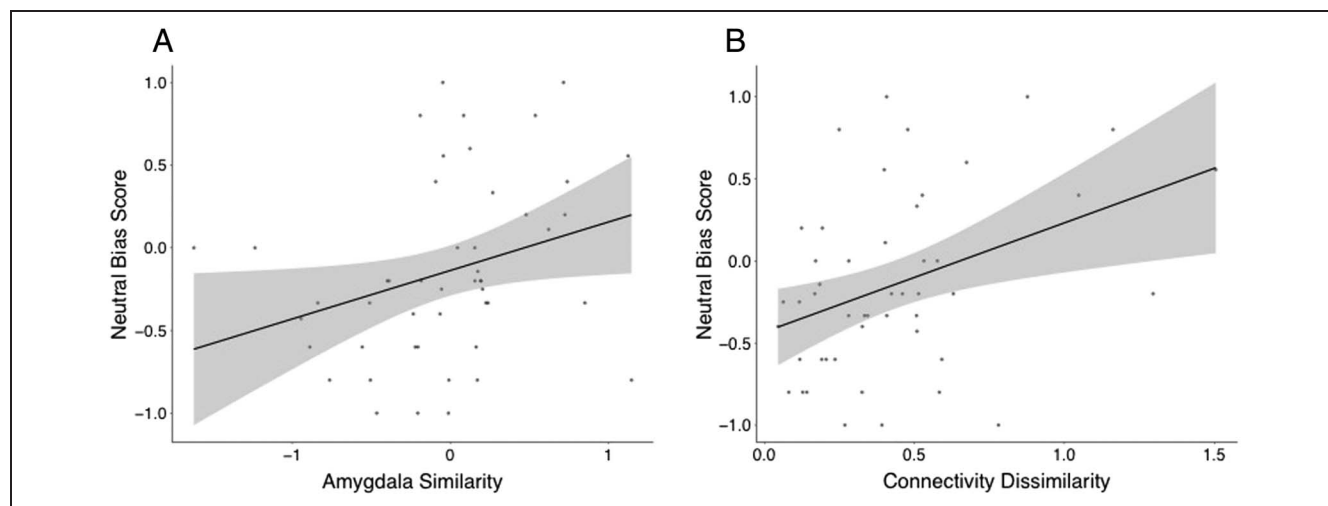 A
Neutral Bias Score
1.0
0.5
0.0
−0.5
−1.0
−1
0
1
Amygdala Similarity
B
Neutral Bias Score
1.0
0.5
0.0
−0.5
−1.0
0.0
0.5
1.0
1.5
Connectivity Dissimilarity